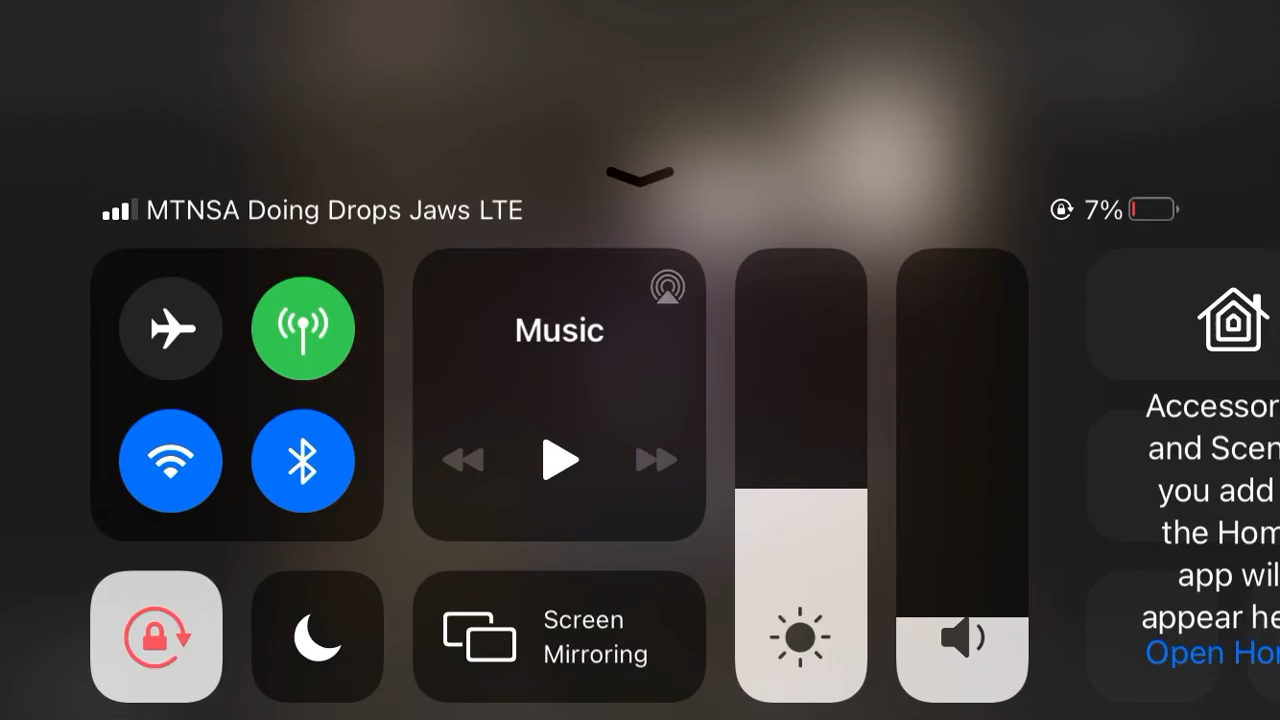 MTNSA Doing Drops Jaws LTE
7%
Music
Screen
Mirroring
Accessor
and Scen
you add
the Hom
app wil
appear he
Open Ho